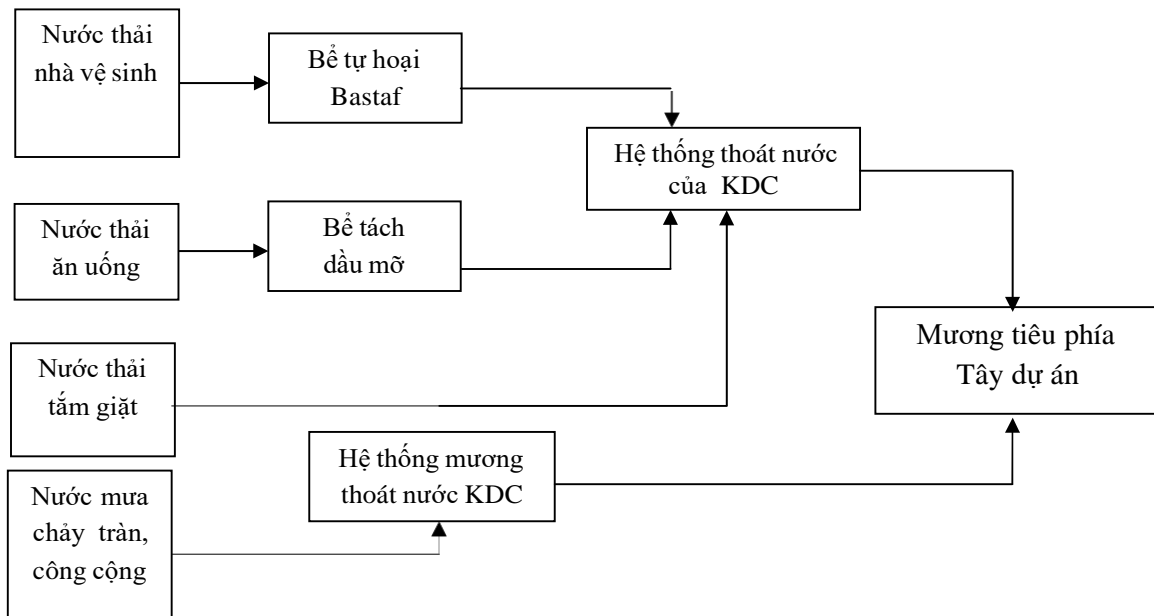 Nước thải
nhà vệ sinh
Bể tự hoại
Bastaf
Hệ thống thoát nước
của KDC
Nước thải
ăn uống
Bể tách
dầu mỡ
Mương tiêu phía
Tây dự án
Nước thải
tắm giặt
Hệ thống mương
thoát nước KDC
Nước mưa
chảy tràn,
công cộng